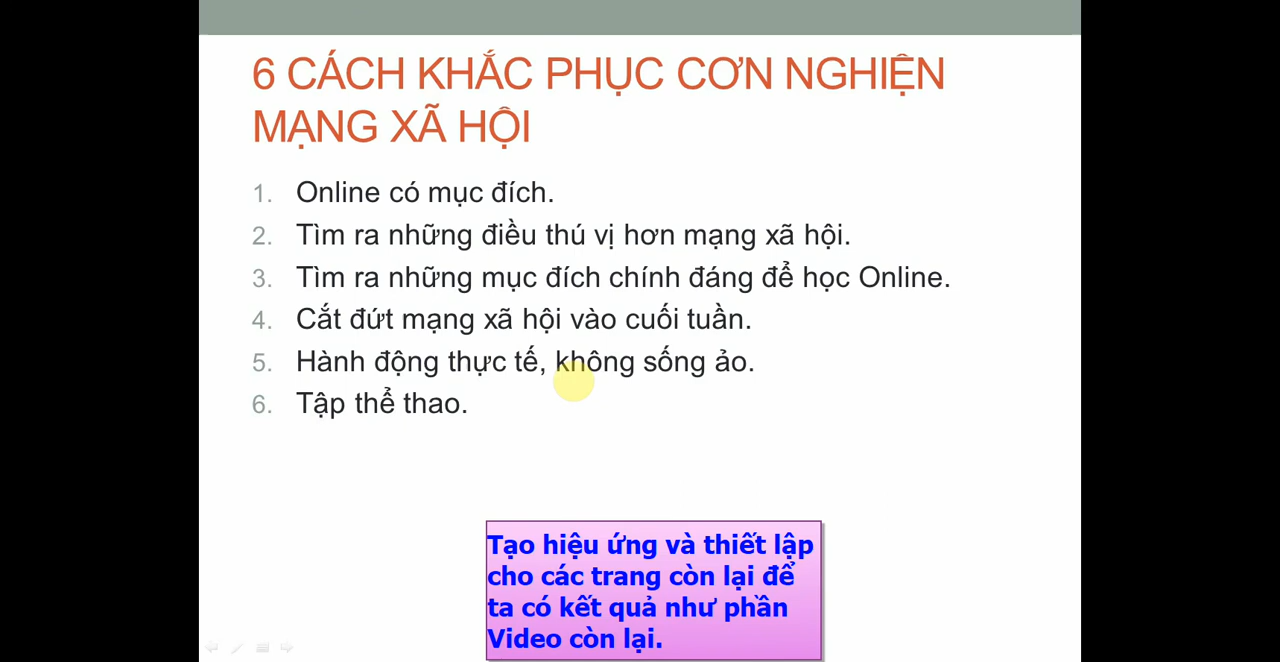 6 CÁCH KHẮC PHỤC CƠN NGHIỆN
MẠNG XÃ HỘI
1. Online có mục đích.
2. Tìm ra những điều thú vị hơn mạng xã hội.
3. Tìm ra những mục đích chính đáng để học Online.
4. Cắt đứt mạng xã hội vào cuối tuần.
5. Hành động thực tế, không sống ảo.
6. Tập thể thao.
Tạo hiệu ứng và thiết lập
cho các trang còn lại để
ta có kết quả như phần
Video còn lại.